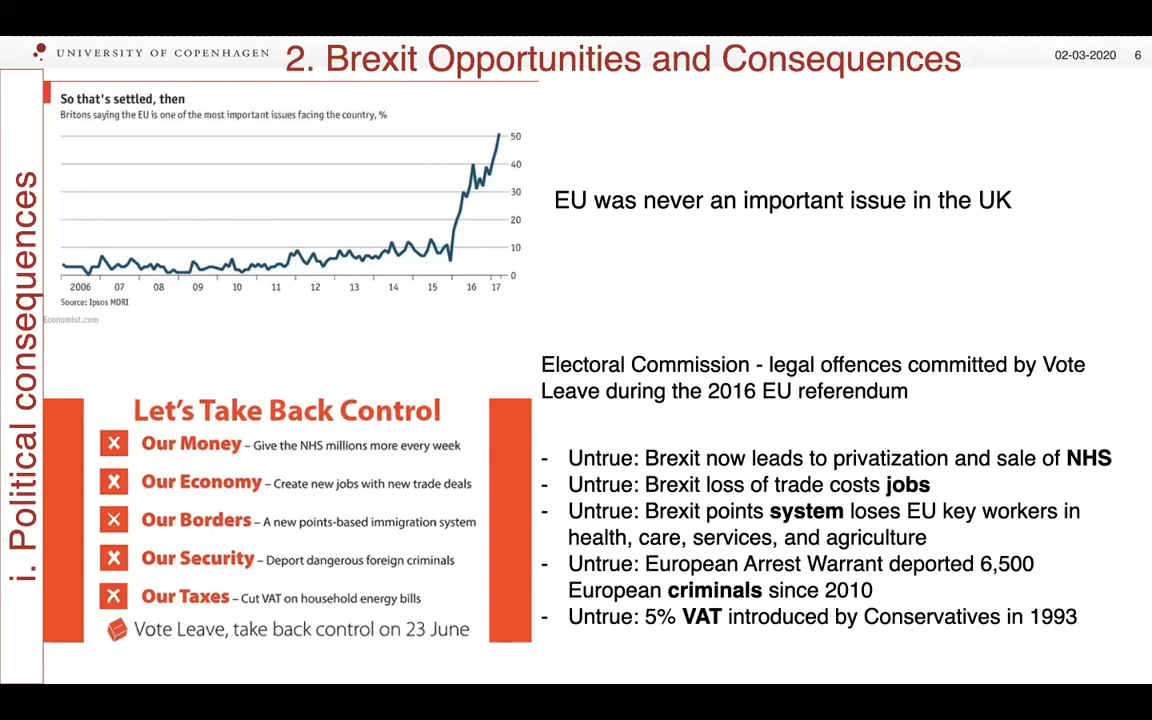 UNIVERSITY OF COPENHAGEN
2. Brexit Opportunities and Consequences
02-03-2020 6
i. Political consequences
So that's settled, then
Britons saying the EU is one of the most important issues facing the country, %
50
40
30
20
10
0
2006 07 08 09 10 11 12 13 14 15 16 17
Source: Ipsos MORI
Economist.com
EU was never an important issue in the UK
Let's Take Back Control
X Our Money – Give the NHS millions more every week
X Our Economy – Create new jobs with new trade deals
X Our Borders – A new points-based immigration system
X Our Security – Deport dangerous foreign criminals
X Our Taxes – Cut VAT on household energy bills
Vote Leave, take back control on 23 June
Electoral Commission - legal offences committed by Vote
Leave during the 2016 EU referendum
- Untrue: Brexit now leads to privatization and sale of NHS
- Untrue: Brexit loss of trade costs jobs
- Untrue: Brexit points system loses EU key workers in
health, care, services, and agriculture
- Untrue: European Arrest Warrant deported 6,500
European criminals since 2010
- Untrue: 5% VAT introduced by Conservatives in 1993